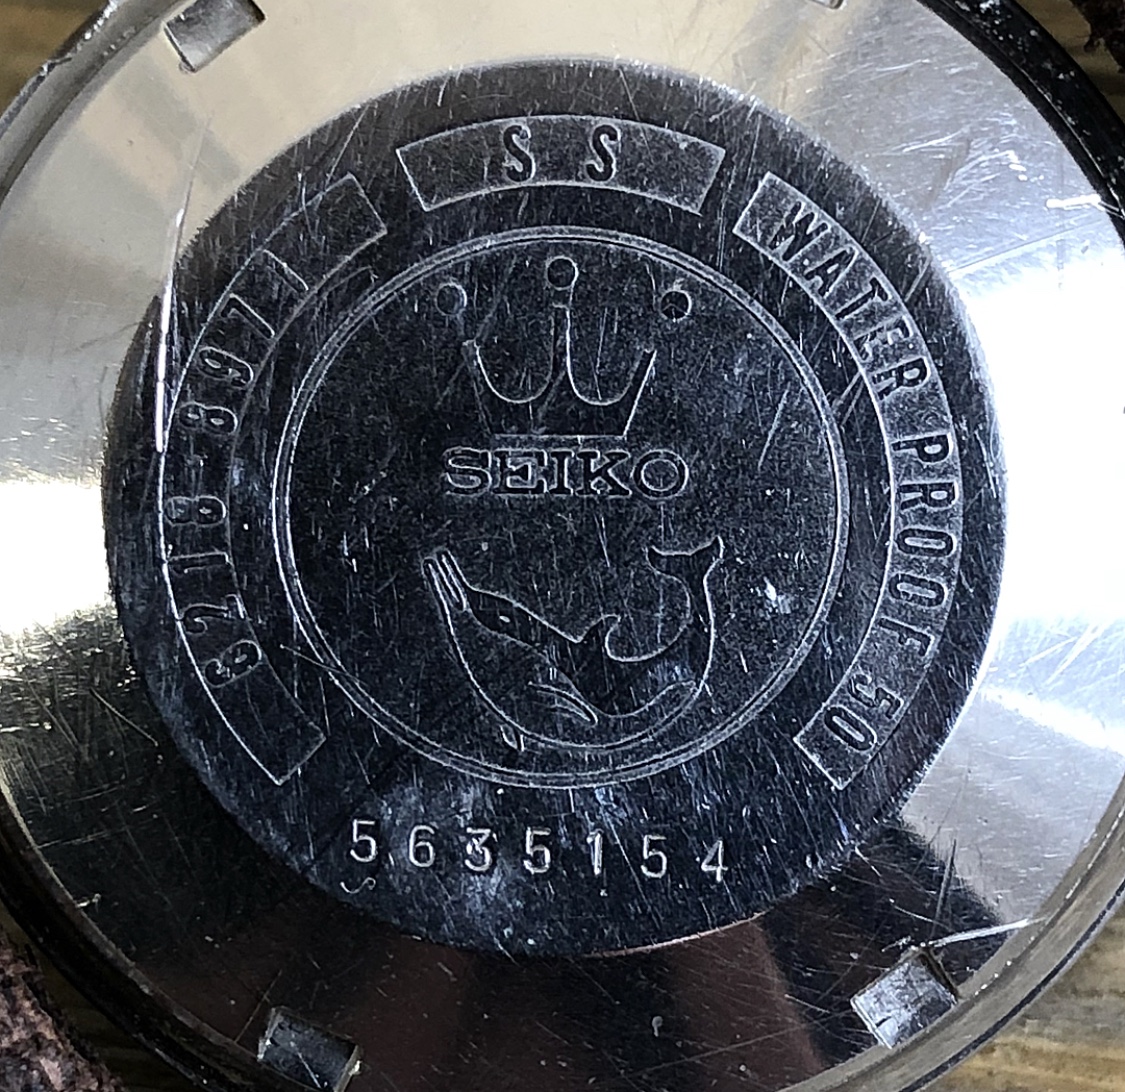 SS
6218-8971
WATER PROOF 50
SEIKO
5635154